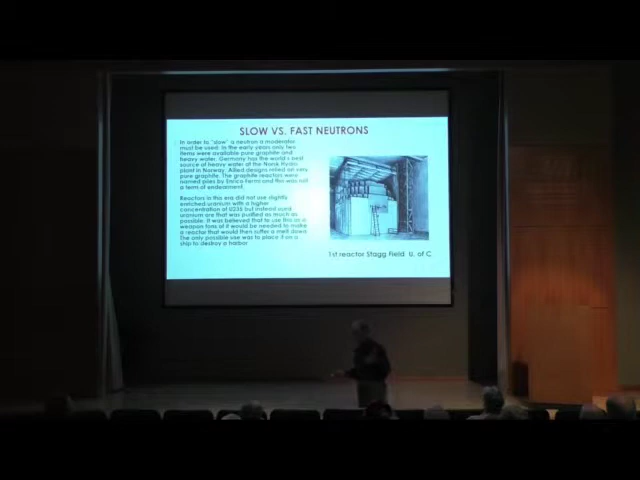 SLOW VS. FAST NEUTRONS
In order to "slow" a neutron a moderator
must be used. In the early years only two
items were available pure graphite and
heavy water. Germany has the world's best
source of heavy water at the Norsk Hydro
plant in Norway. Allied designs relied on very
pure graphite. The graphite reactors were
named piles by Enrico Fermi and this was not
a term of endearment.
Reactors in this era did not use slightly
enriched uranium with a higher
concentration of U235 but instead used
uranium ore that was purified as much as
possible. It was believed that to use this as a
weapon tons of it would be needed to make
a reactor that would then suffer a melt down.
The only possible use was to place it on a
ship to destroy a harbor
1st reactor Stagg Field U. of C